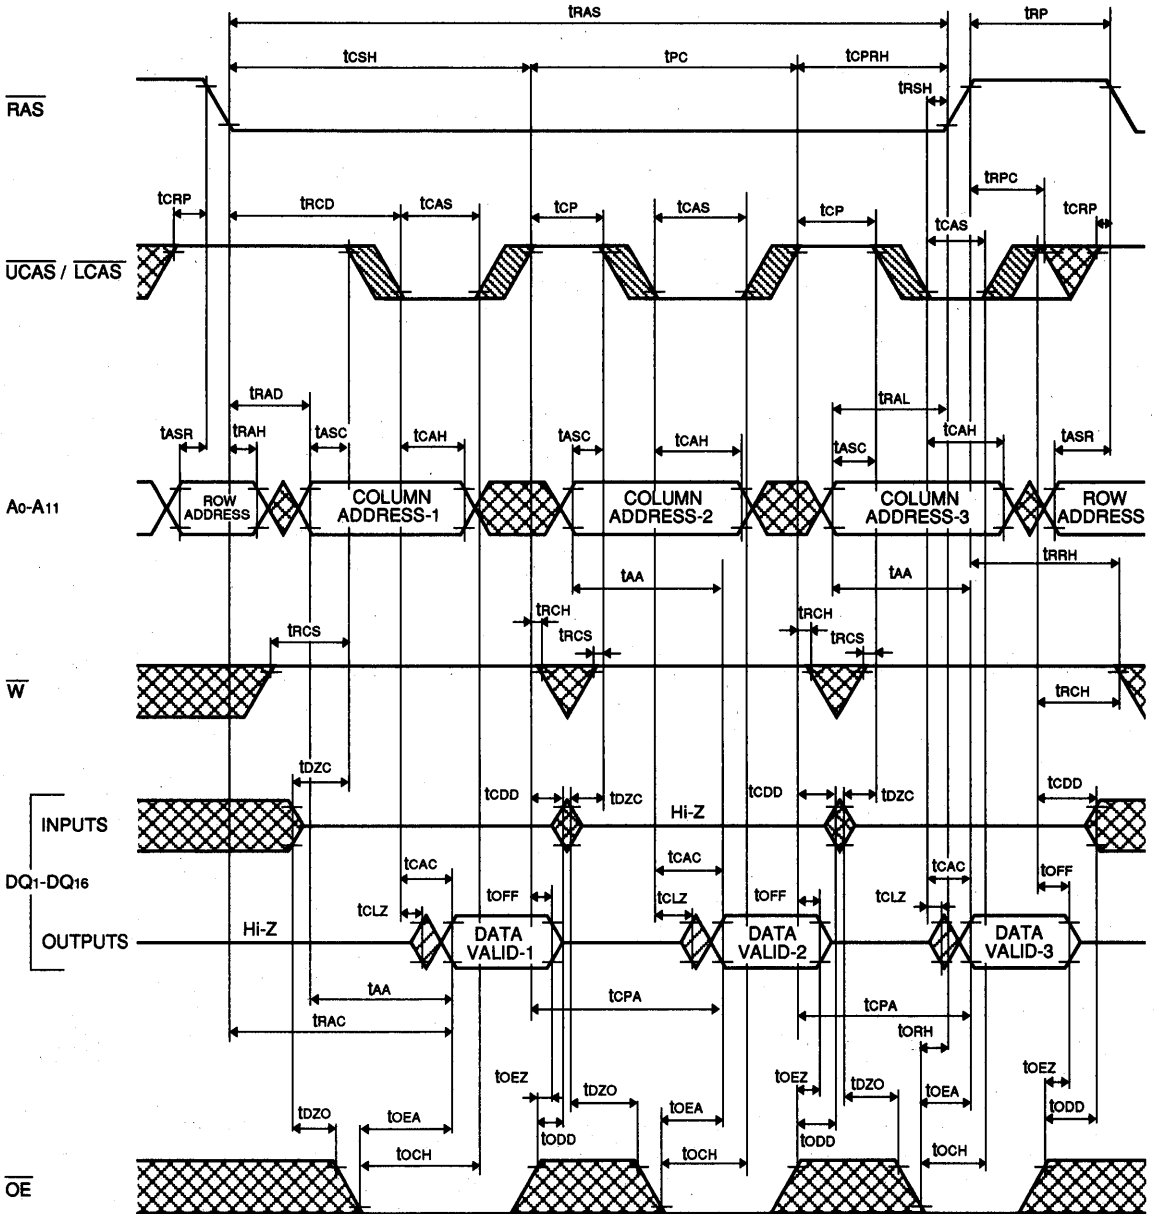 tRAS tRP
tCSH tPC tCPRH
tRSH
RAS
tRPC
tCRP tRCD tCAS tCP tCAS tCP tCRP
tCAS
UCAS / LCAS
tRAD tRAL
tASR tRAH tASC tCAH tASC tCAH tASC tCAH tASR
A0-A11
ROW ADDRESS
COLUMN ADDRESS-1
COLUMN ADDRESS-2
COLUMN ADDRESS-3
ROW ADDRESS
tAA tAA tRRH
tRCH tRCH
tRCS tRCS tRCS
W
tRCH
tDZC tCDD tDZC tCDD tDZC tCDD
INPUTS Hi-Z
DQ1-DQ16
tCAC tCAC tCAC
tCLZ tOFF tCLZ tOFF tCLZ tOFF
OUTPUTS Hi-Z
DATA VALID-1
DATA VALID-2
DATA VALID-3
tAA tCPA tCPA
tRAC tORH
tOEZ tOEZ tOEZ
tDZO tOEA tDZO tOEA tDZO tOEA tODD
tODD tODD
tOCH tOCH tOCH
OE